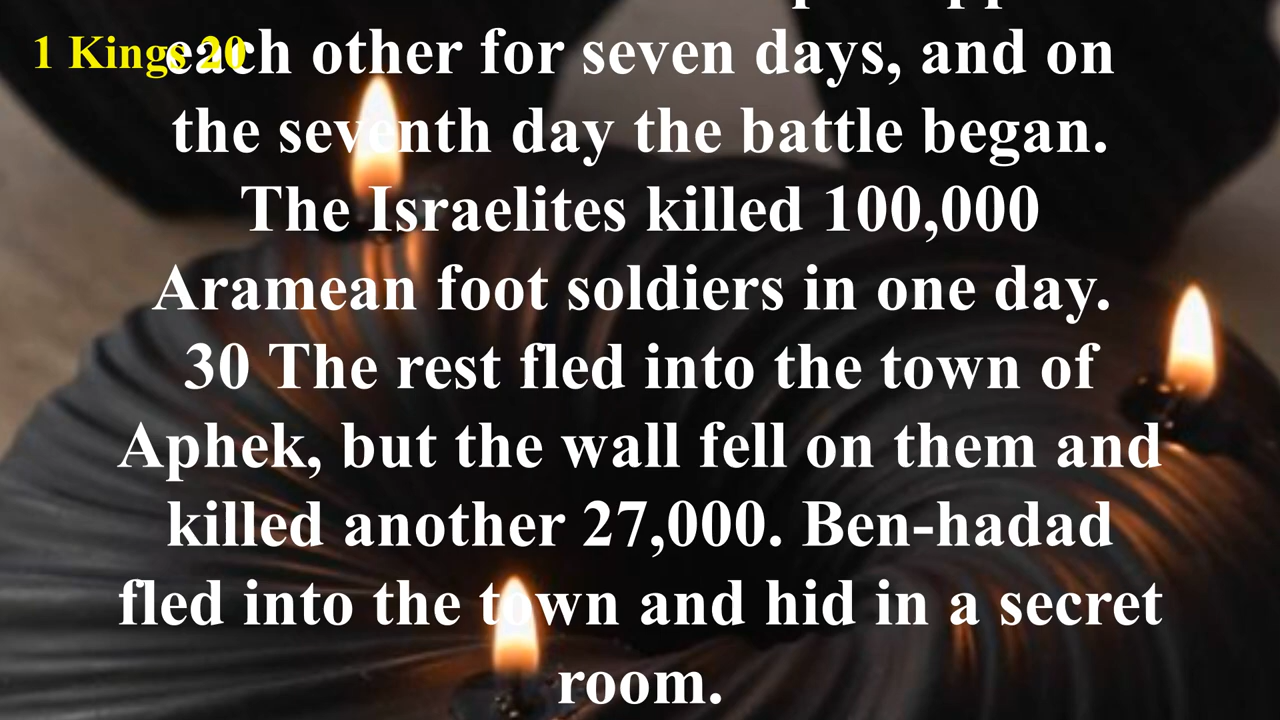 1 Kings 20
each other for seven days, and on
the seventh day the battle began.
The Israelites killed 100,000
Aramean foot soldiers in one day.
30 The rest fled into the town of
Aphek, but the wall fell on them and
killed another 27,000. Ben-hadad
fled into the town and hid in a secret
room.